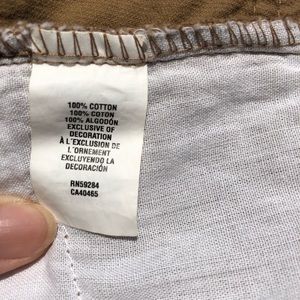 100% COTTON
100% COTON
100% ALGODÓN
EXCLUSIVE OF
DECORATION
À L'EXCLUSION DE
L'ORNEMENT
EXCLUYENDO LA
DECORACIÓN
RN59284
CA40465